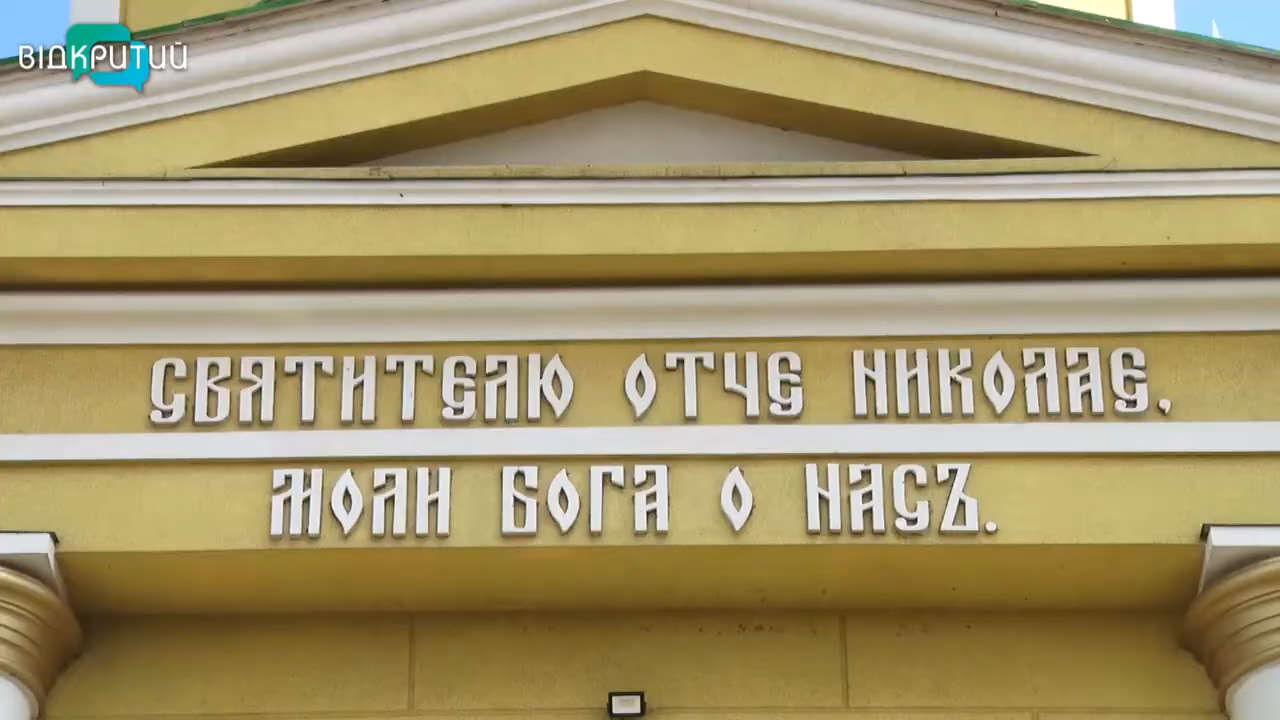 ВІДКРИТИЙ
СВЯТИТЕЛЮ ОТЧЕ НИКОЛАЕ,
МОЛИ БОГА О НАСЪ.